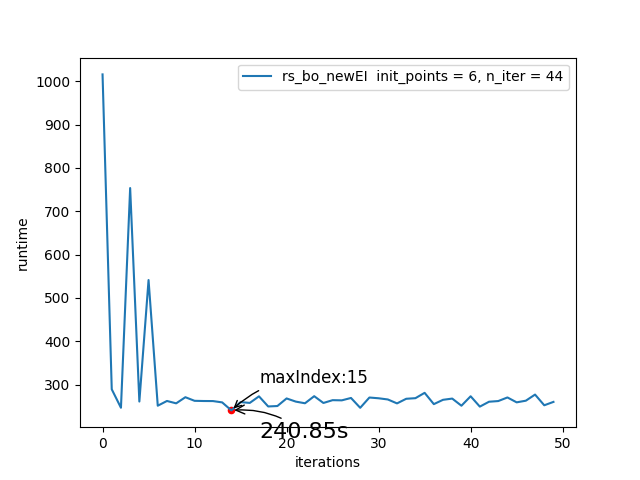 rs_bo_newEI  init_points = 6, n_iter = 44
1000
900
800
700
600
500
400
300
runtime
maxIndex:15
240.85s
0
10
20
30
40
50
iterations